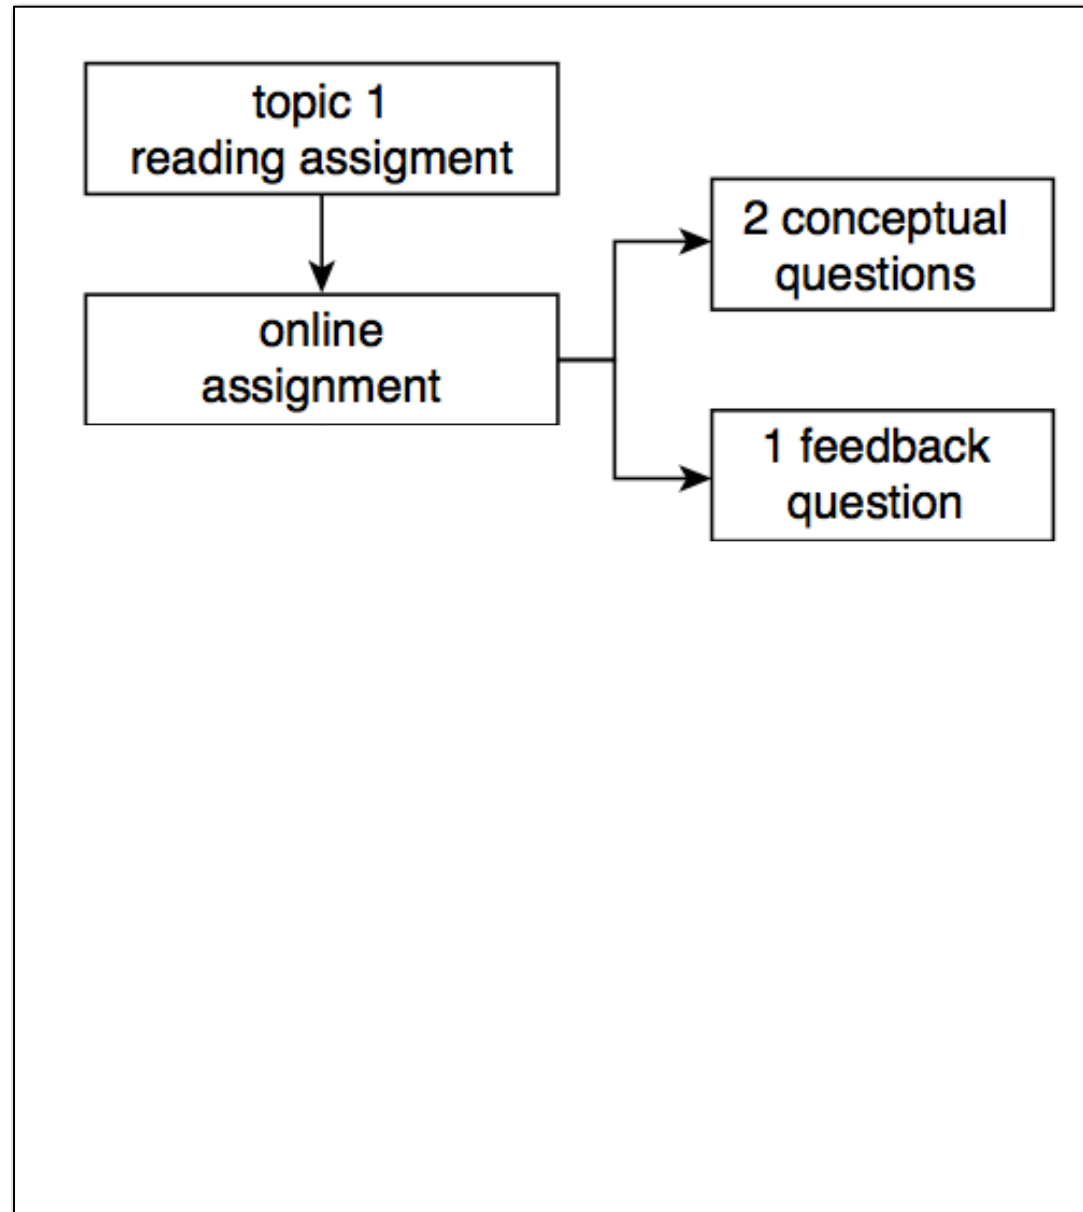 topic 1
reading assigment
online
assignment
2 conceptual
questions
1 feedback
question